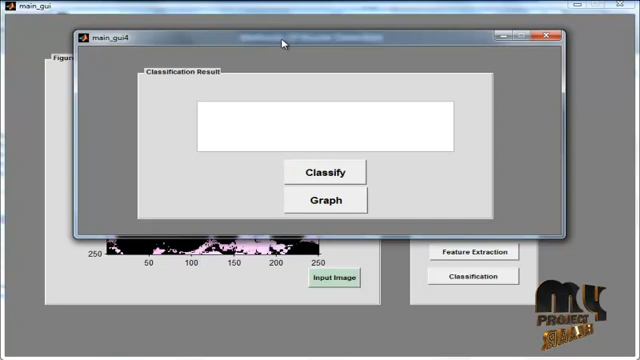 main_gui
main_gui4
Figur
Classification Result
Classify
Graph
250
50
100
150
200
250
Input Image
Feature Extraction
Classification
MY
PROJECT